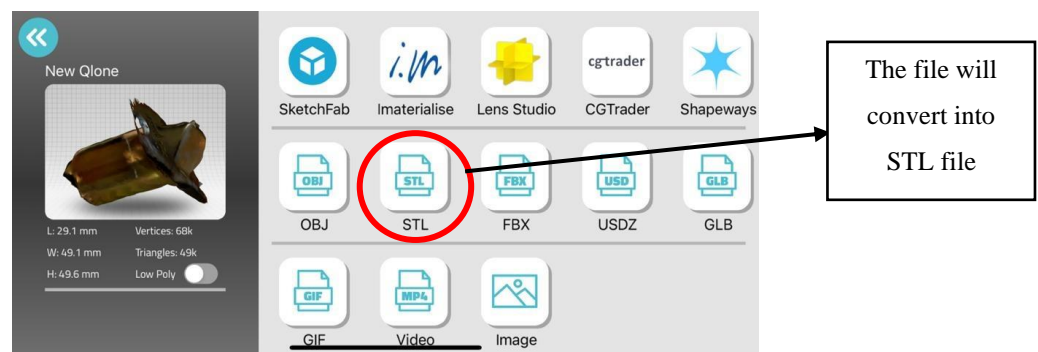 New Qlone
L: 29.1 mm Vertices: 68k
W: 49.1 mm Triangles: 49k
H: 49.6 mm Low Poly
i.m cgtrader
SketchFab Imaterialise Lens Studio CGTrader Shapeways
OBJ STL FBX USD GLB
OBJ STL FBX USDZ GLB
GIF MP4
GIF Video Image
The file will
convert into
STL file